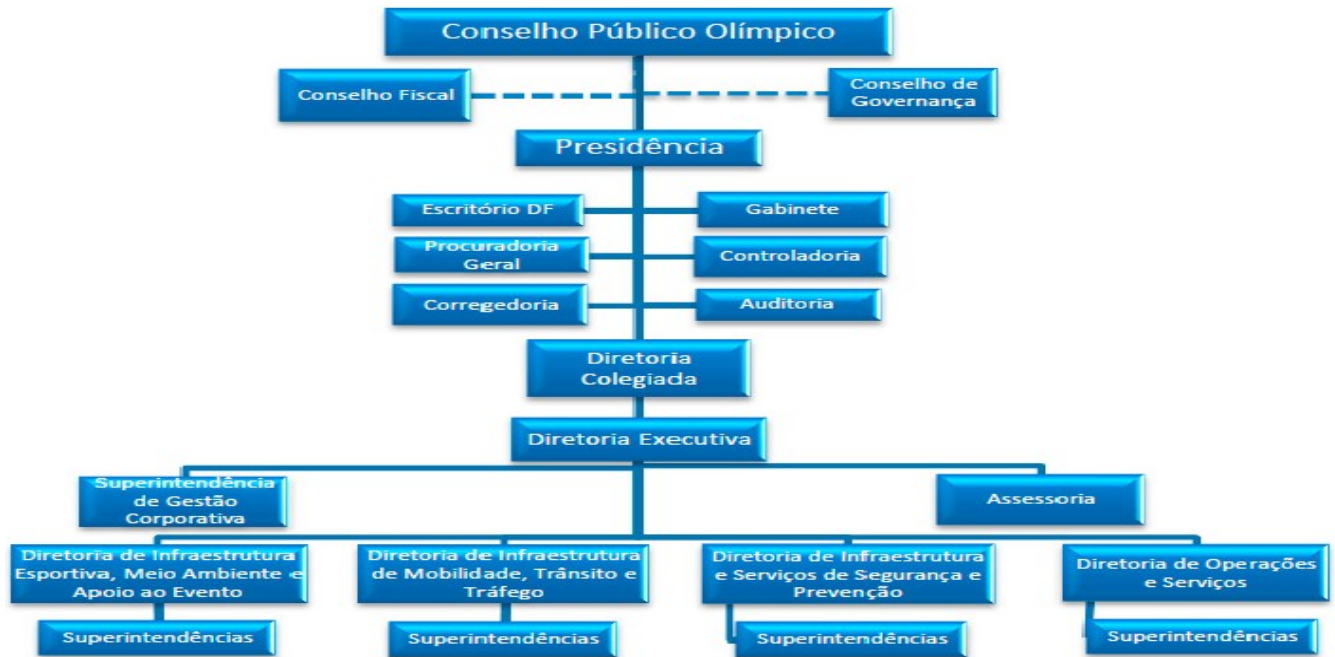 Conselho Público Olímpico
Conselho Fiscal
Conselho de
Governança
Presidência
Escritório DF
Gabinete
Procuradoria
Geral
Controladoria
Corregedoria
Auditoria
Diretoria
Colegiada
Diretoria Executiva
Superintendência
de Gestão
Corporativa
Assessoria
Diretoria de Infraestrutura
Esportiva, Meio Ambiente e
Apoio ao Evento
Diretoria de Infraestrutura
de Mobilidade, Trânsito e
Tráfego
Diretoria de Infraestrutura
e Serviços de Segurança e
Prevenção
Diretoria de Operações
e Serviços
Superintendências
Superintendências
Superintendências
Superintendências